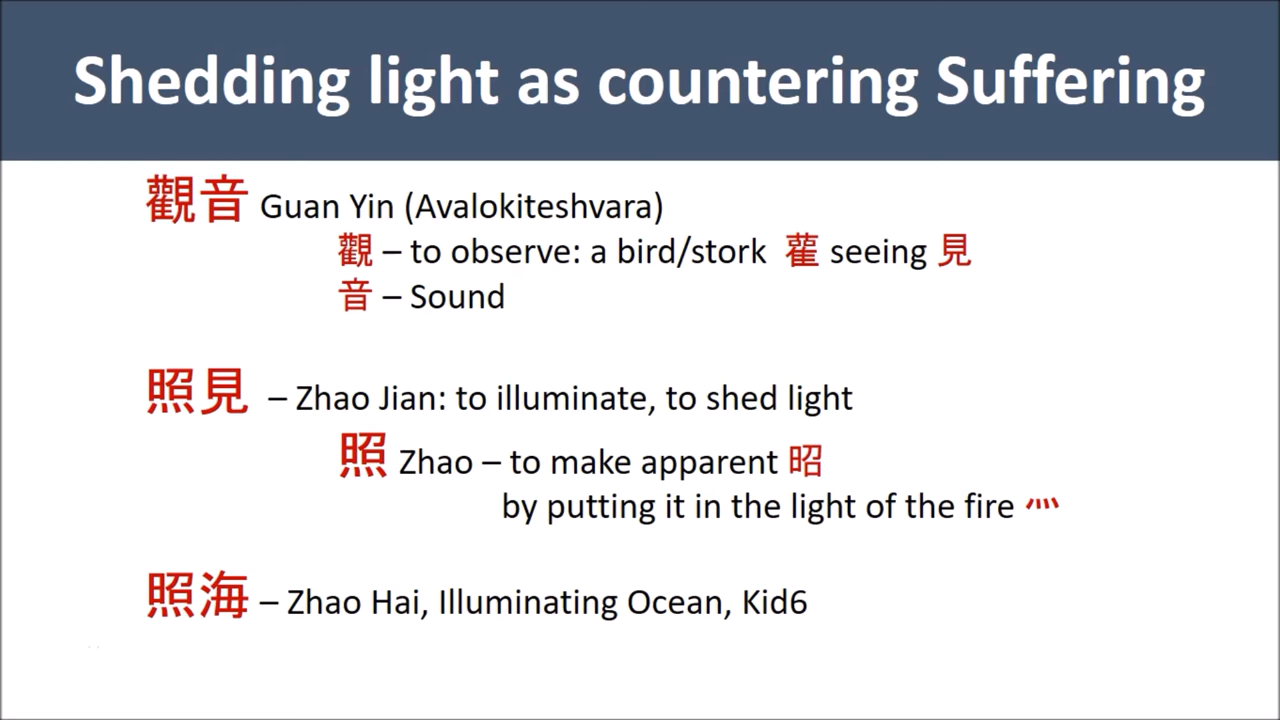 Shedding light as countering Suffering
觀音 Guan Yin (Avalokiteshvara)
觀 – to observe: a bird/stork 雚 seeing 見
音 – Sound
照見 – Zhao Jian: to illuminate, to shed light
照 Zhao – to make apparent 昭
by putting it in the light of the fire 灬
照海 – Zhao Hai, Illuminating Ocean, Kid6